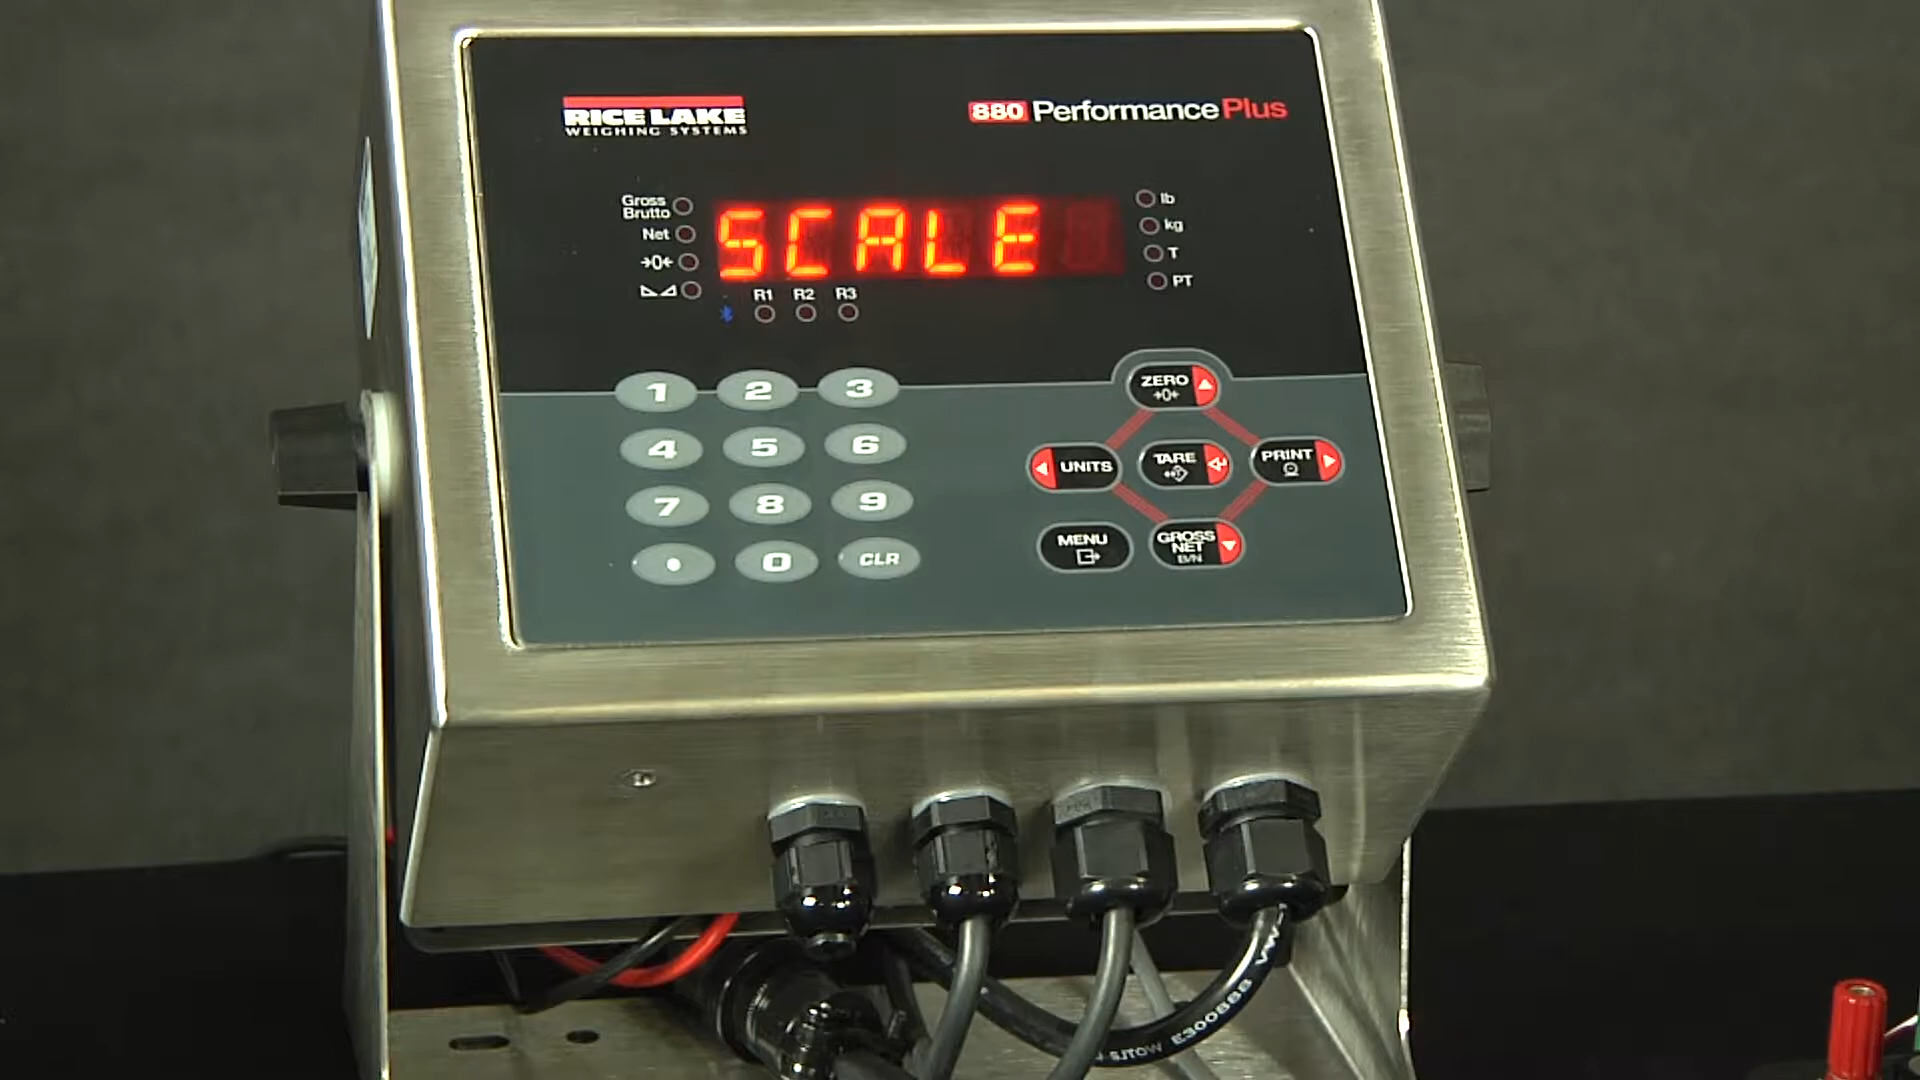 RICE LAKE
WEIGHING SYSTEMS
880 Performance Plus
Gross
Brutto
Net
→0←
SCALE
lb
kg
T
PT
R1 R2 R3
1 2 3
4 5 6
7 8 9
. 0 CLR
ZERO
→0←
UNITS
TARE
PRINT
MENU
GROSS
NET
B/N
E300888